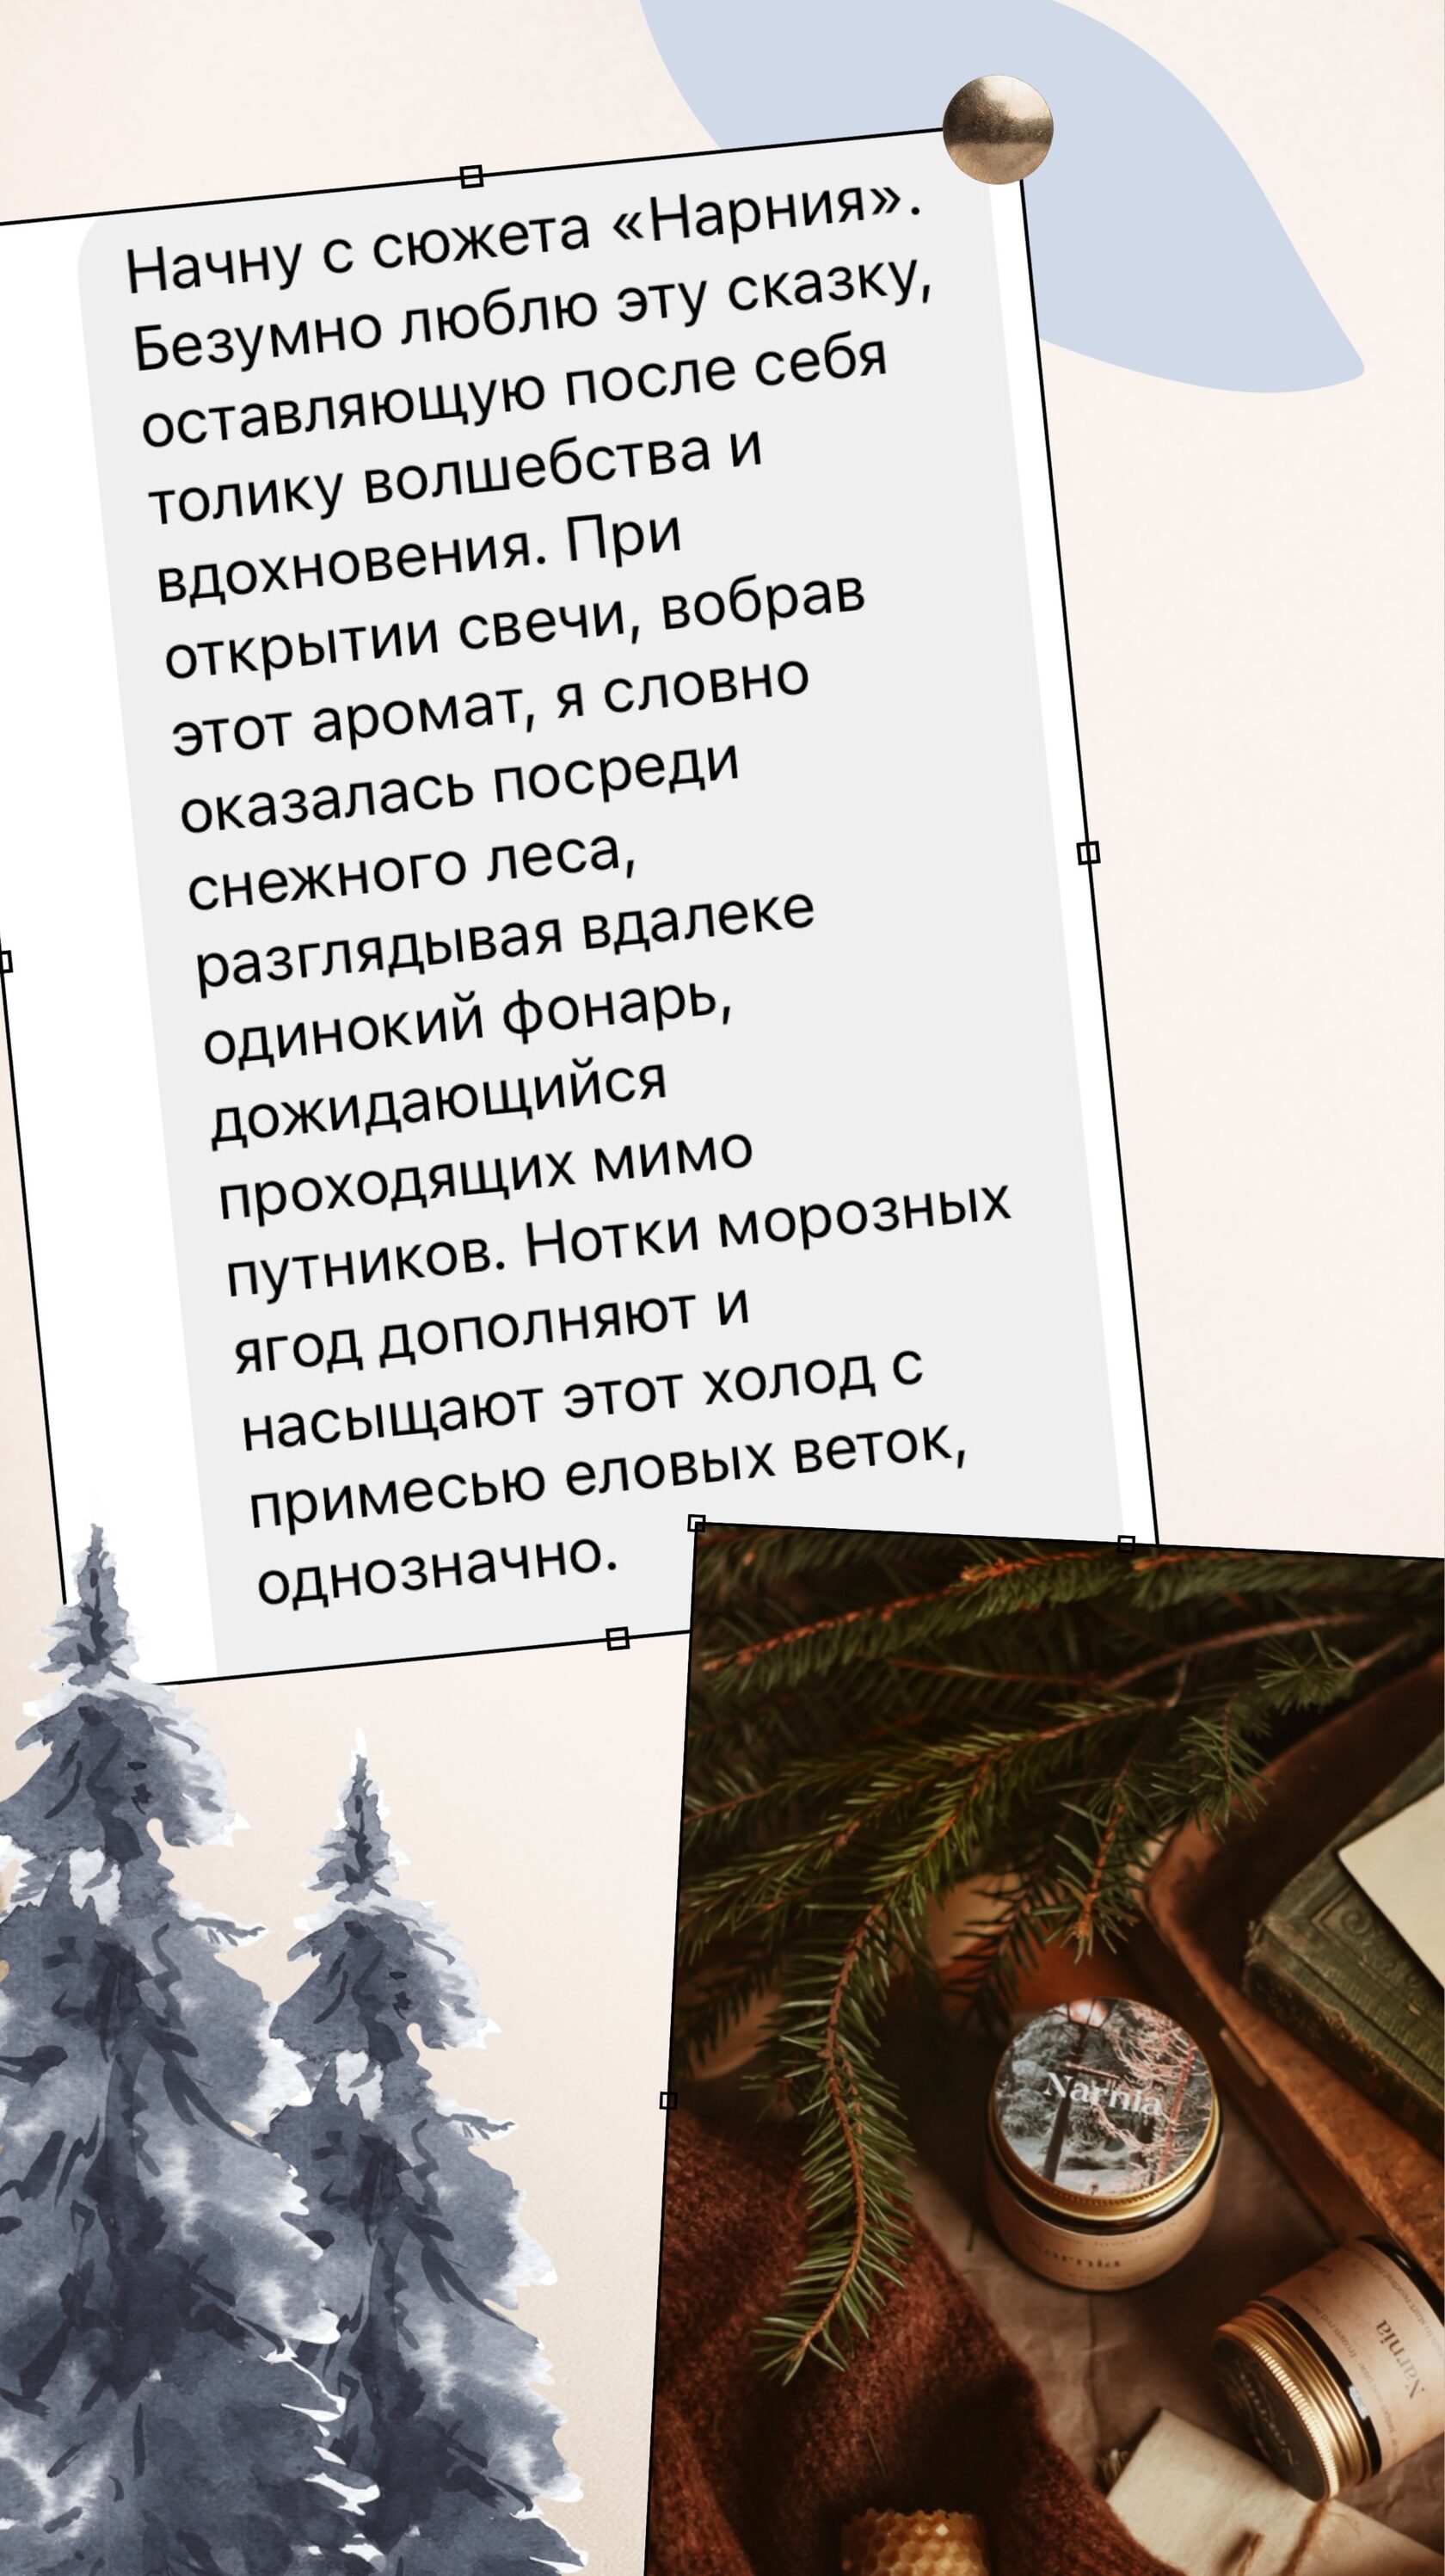 Начну с сюжета «Нарния».
Безумно люблю эту сказку,
оставляющую после себя
толику волшебства и
вдохновения. При
открытии свечи, вобрав
этот аромат, я словно
оказалась посреди
снежного леса,
разглядывая вдалеке
одинокий фонарь,
дожидающийся
проходящих мимо
путников. Нотки морозных
ягод дополняют и
насыщают этот холод с
примесью еловых веток,
однозначно.
Narnia
Narnia
Narnia